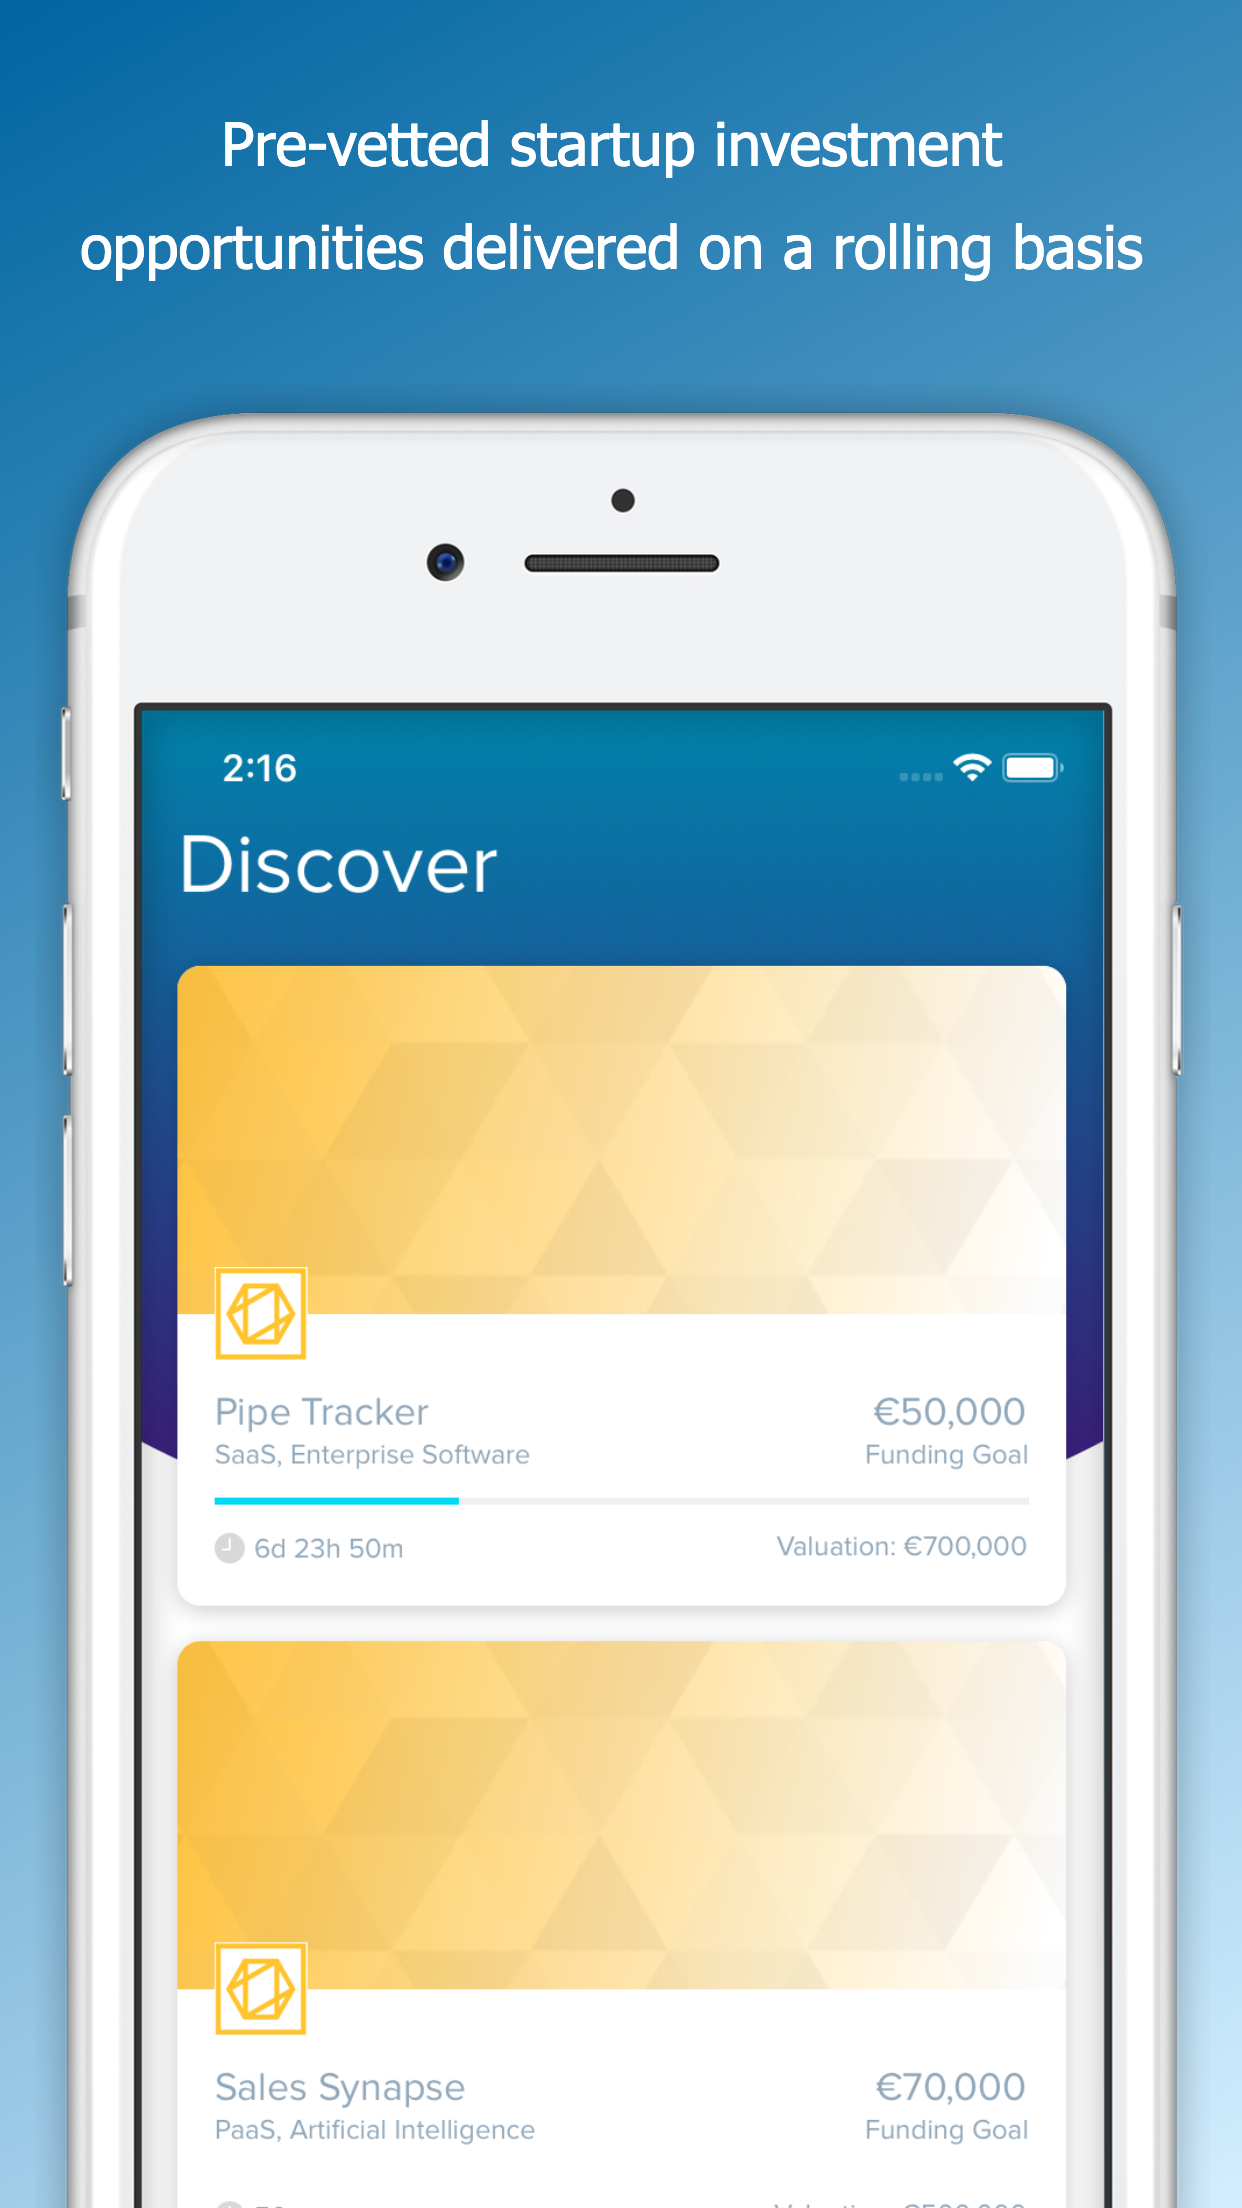 Pre-vetted startup investment
opportunities delivered on a rolling basis
2:16
Discover
Pipe Tracker
€50,000
SaaS, Enterprise Software
Funding Goal
6d 23h 50m
Valuation: €700,000
Sales Synapse
€70,000
PaaS, Artificial Intelligence
Funding Goal